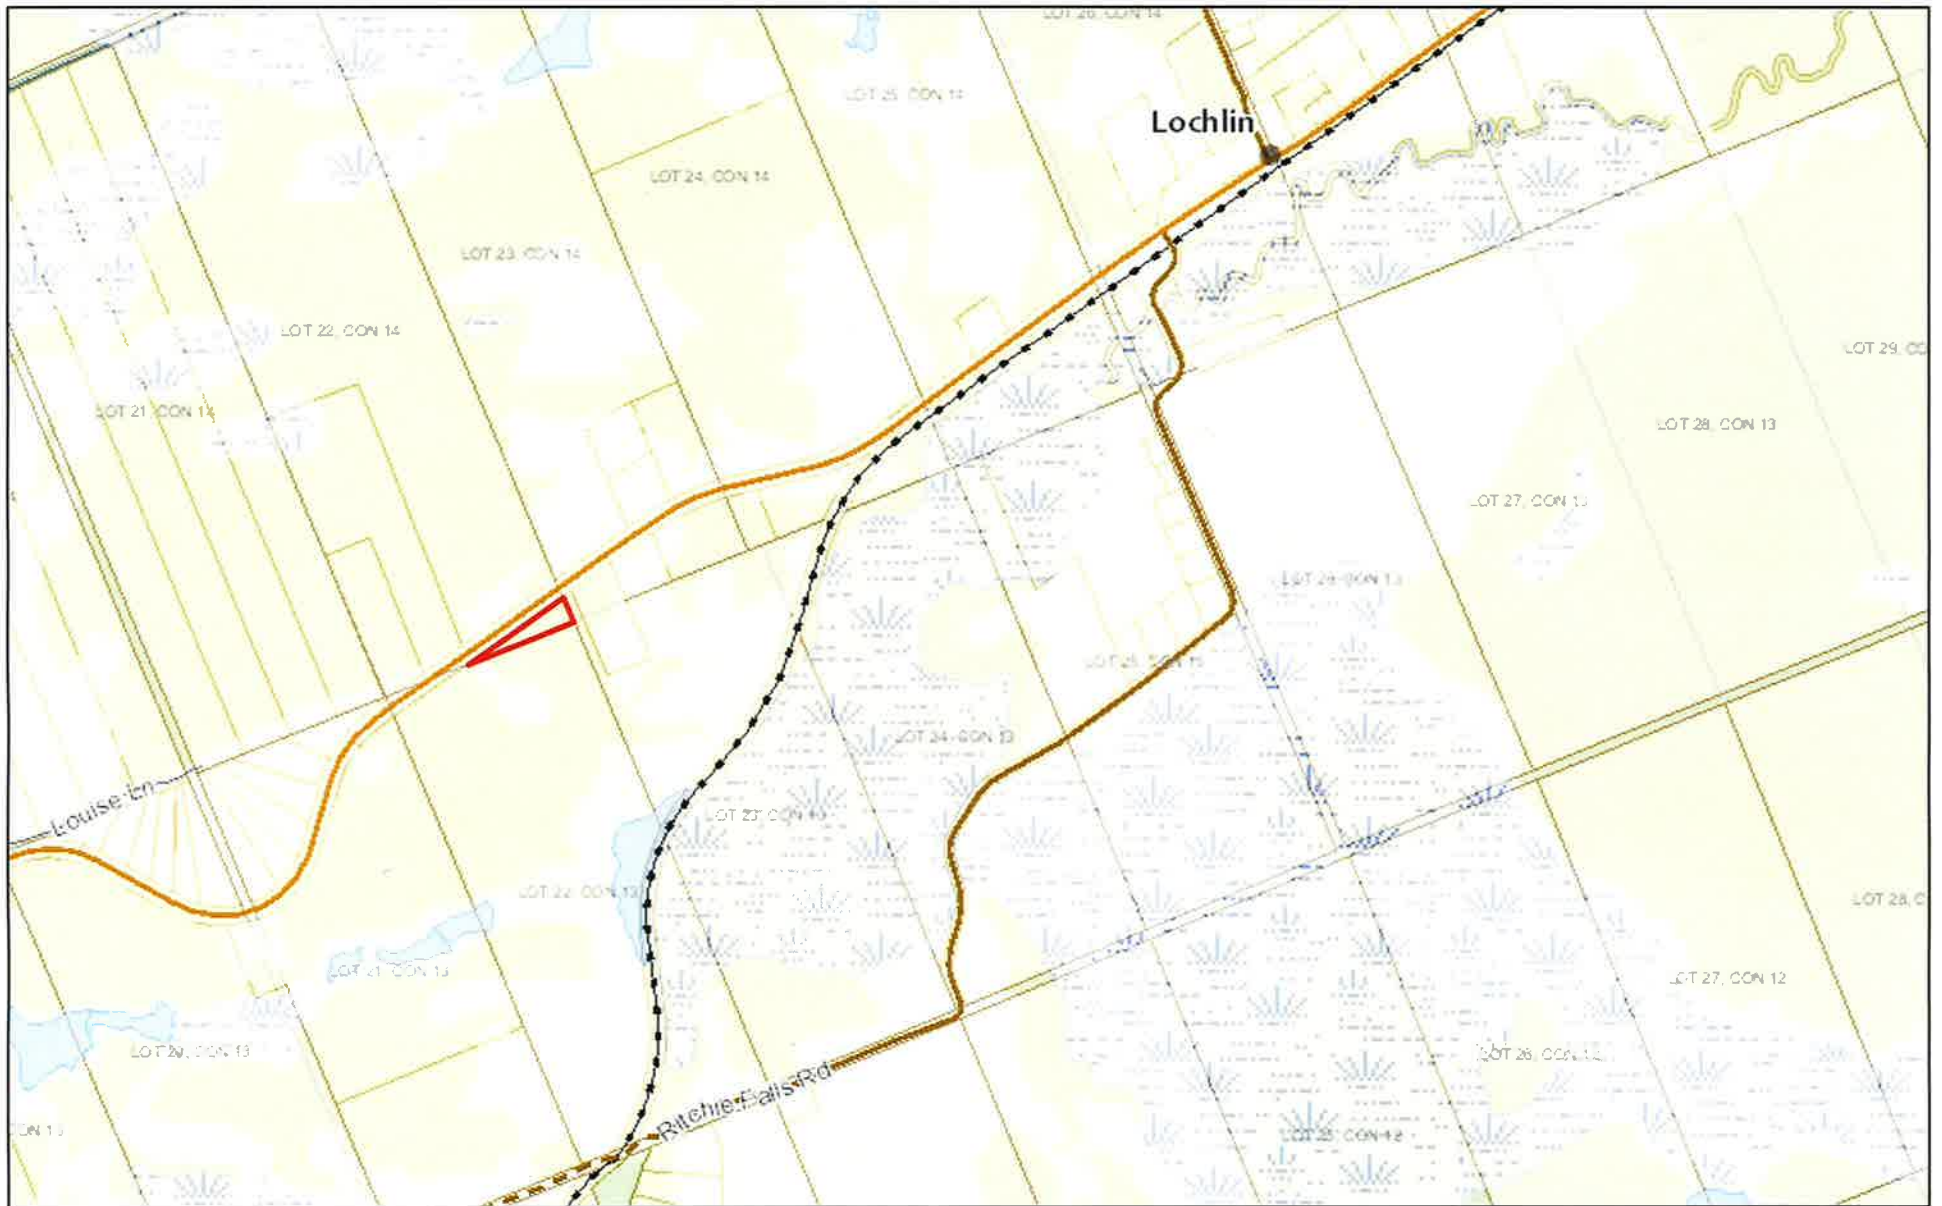 LOT 26, CON 14
LOT 25, CON 14
Lochlin
LOT 24, CON 14
LOT 23, CON 14
LOT 22, CON 14
LOT 29, CO
LOT 21, CON 14
LOT 28, CON 13
LOT 27, CON 13
LOT 26, CON 13
LOT 25, CON 13
LOT 24, CON 13
Louise Ln
LOT 23, CON 13
LOT 22, CON 13
LOT 28, C
LOT 21, CON 13
LOT 27, CON 12
LOT 20, CON 13
LOT 26, CON 12
Ritchie Falls Rd
CON 13
LOT 25, CON 12